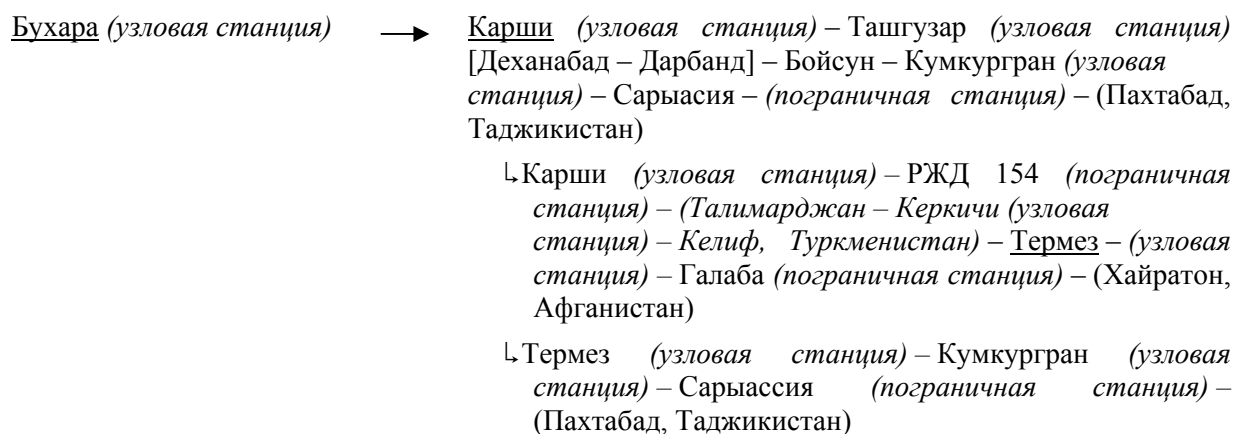 Бухара (узловая станция) → Карши (узловая станция) – Ташгузар (узловая станция)
[Деханабад – Дарбанд] – Бойсун – Кумкургран (узловая
станция) – Сарыасия – (пограничная станция) – (Пахтабад,
Таджикистан)
↳Карши (узловая станция) – РЖД 154 (пограничная
станция) – (Талимарджан – Керкичи (узловая
станция) – Келиф, Туркменистан) – Термез – (узловая
станция) – Галаба (пограничная станция) – (Хайратон,
Афганистан)
↳Термез (узловая станция) – Кумкургран (узловая
станция) – Сарыассия (пограничная станция) –
(Пахтабад, Таджикистан)